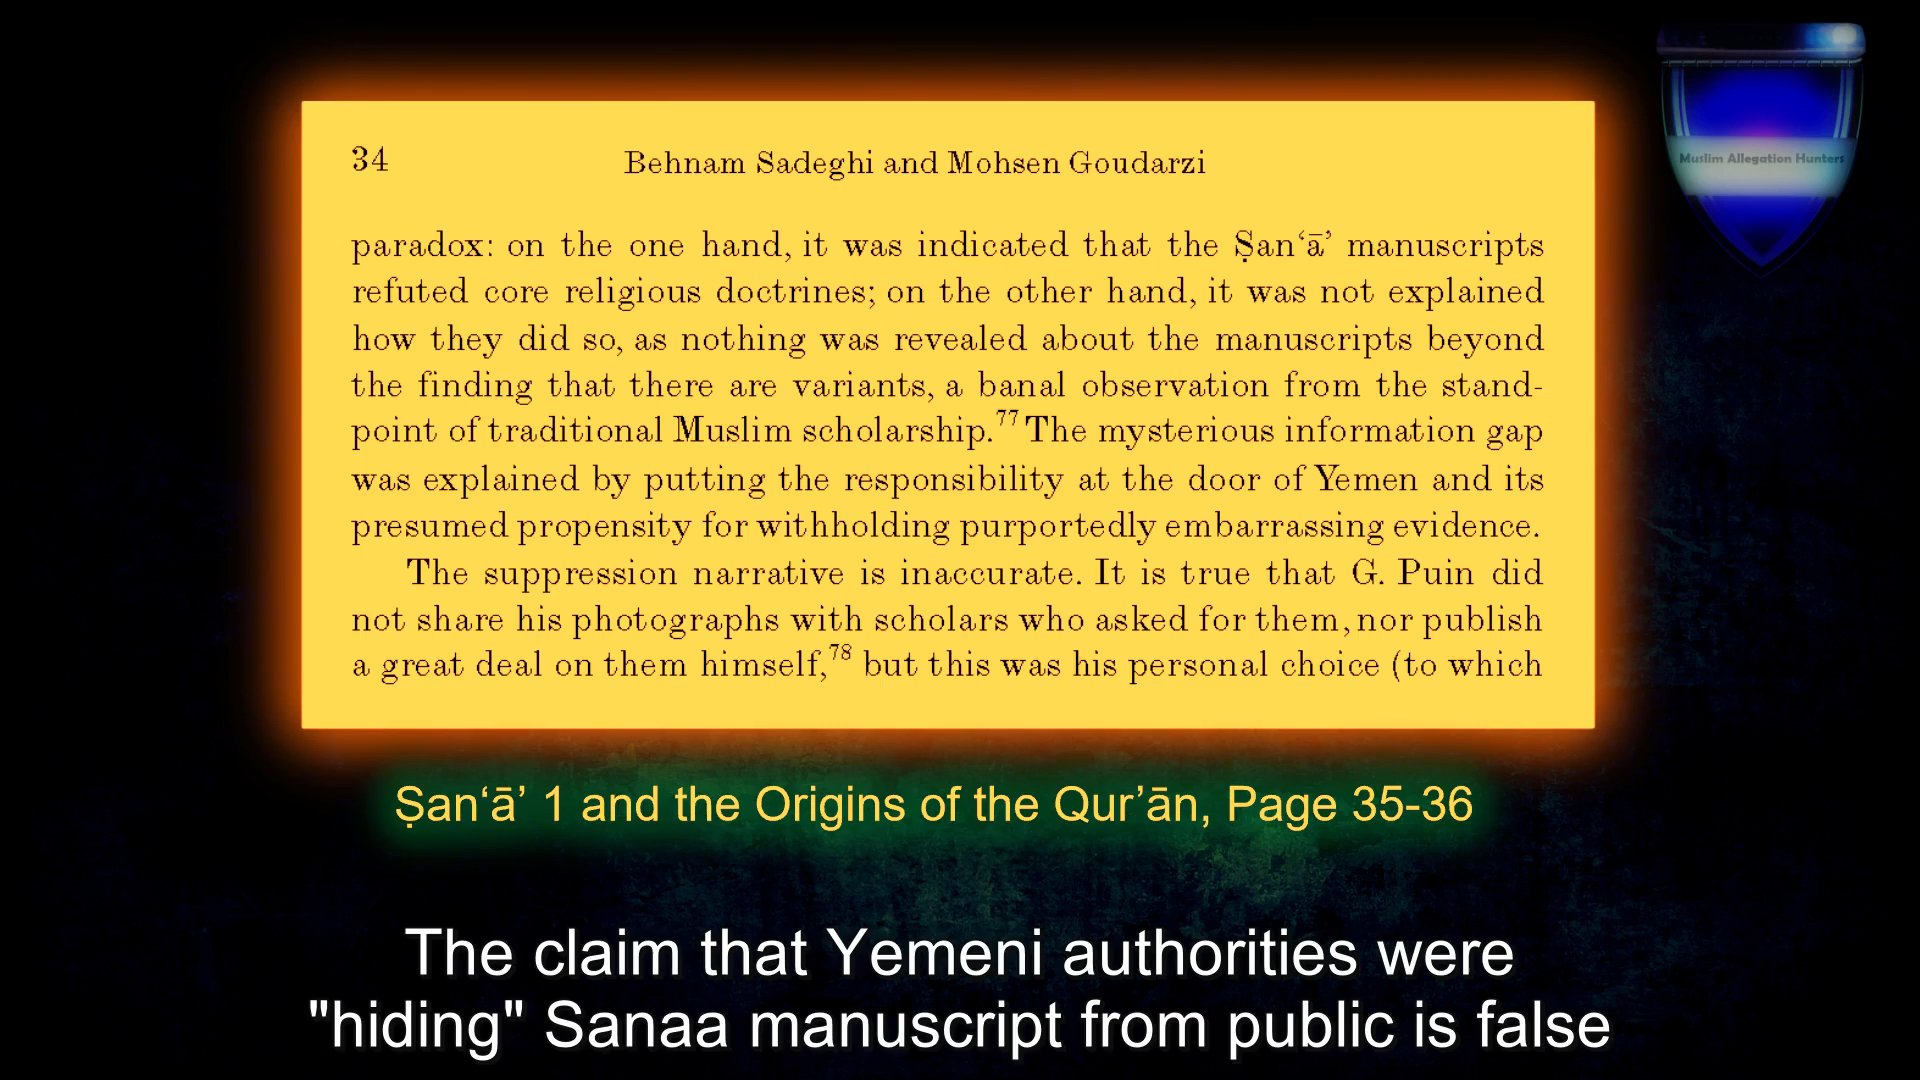 Muslim Allegation Hunters
34 Behnam Sadeghi and Mohsen Goudarzi
paradox: on the one hand, it was indicated that the Ṣan‘ā’ manuscripts
refuted core religious doctrines; on the other hand, it was not explained
how they did so, as nothing was revealed about the manuscripts beyond
the finding that there are variants, a banal observation from the stand-
point of traditional Muslim scholarship.77 The mysterious information gap
was explained by putting the responsibility at the door of Yemen and its
presumed propensity for withholding purportedly embarrassing evidence.
The suppression narrative is inaccurate. It is true that G. Puin did
not share his photographs with scholars who asked for them, nor publish
a great deal on them himself,78 but this was his personal choice (to which
Ṣan‘ā’ 1 and the Origins of the Qur’ān, Page 35-36
The claim that Yemeni authorities were
"hiding" Sanaa manuscript from public is false